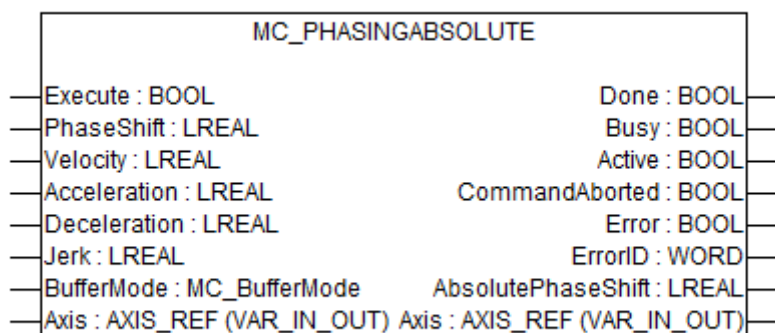 MC_PHASINGABSOLUTE
Execute : BOOL Done : BOOL
PhaseShift : LREAL Busy : BOOL
Velocity : LREAL Active : BOOL
Acceleration : LREAL CommandAborted : BOOL
Deceleration : LREAL Error : BOOL
Jerk : LREAL ErrorID : WORD
BufferMode : MC_BufferMode AbsolutePhaseShift : LREAL
Axis : AXIS_REF (VAR_IN_OUT) Axis : AXIS_REF (VAR_IN_OUT)